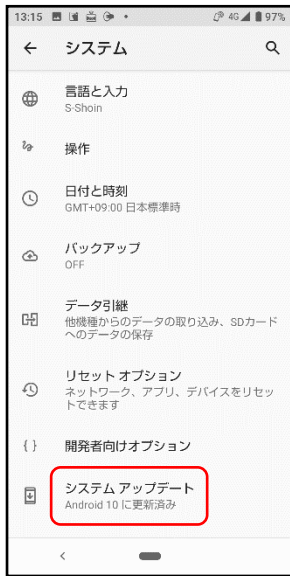 13:15 4G 97%
システム
言語と入力
S-Shoin
操作
日付と時刻
GMT+09:00 日本標準時
バックアップ
OFF
データ引継
他機種からのデータの取り込み、SDカード
へのデータの保存
リセット オプション
ネットワーク、アプリ、デバイスをリセッ
トできます
{ } 開発者向けオプション
システム アップデート
Android 10 に更新済み